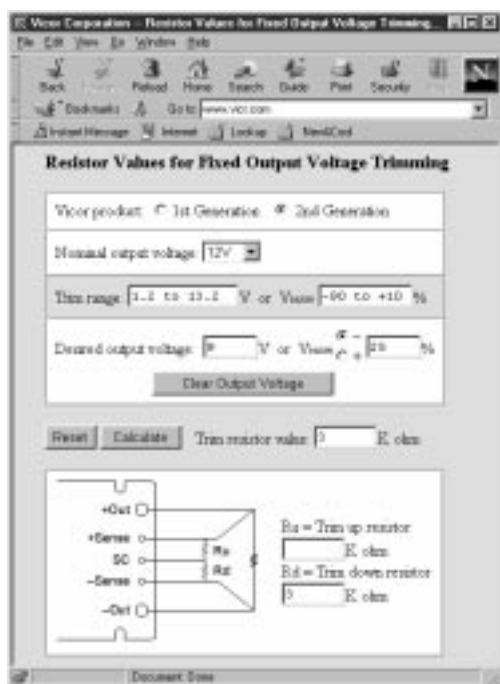 Vicor Corporation - Resistor Values for Fixed Output Voltage Trimming...
File Edit View Go Window Help
Back Reload Home Search Guide Print Security
Bookmarks Go to: www.vicr.com
Instant Message Internet Lookup New&Cool
Resistor Values for Fixed Output Voltage Trimming
Vicor product: 1st Generation 2nd Generation
Nominal output voltage: 12V
Trim range: 1.2 to 13.2 V or -90 to +10 %
Desired output voltage: 9 V or - + 25 %
Clear Output Voltage
Reset Calculate Trim resistor value: 3 K ohm
+Out
+Sense
SC
-Sense
-Out
Ru
Rd
Ru = Trim up resistor
K ohm
Rd = Trim down resistor
3 K ohm
Document: Done